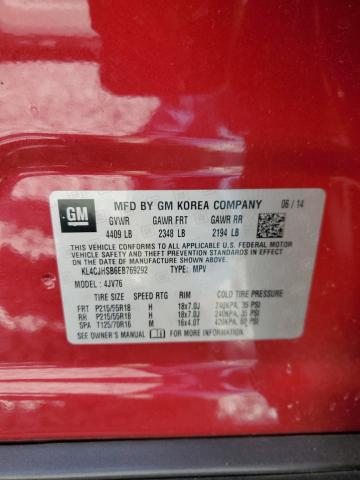 GM
MFD BY GM KOREA COMPANY 06/14
GVWR GAWR FRT GAWR RR
4409 LB 2348 LB 2194 LB
THIS VEHICLE CONFORMS TO ALL APPLICABLE U.S. FEDERAL MOTOR
VEHICLE SAFETY AND THEFT PREVENTION STANDARDS IN EFFECT
ON THE DATE OF MANUFACTURE SHOWN ABOVE.
KL4CJHSB6EB769292 TYPE: MPV
MODEL: 4JV76
TIRE SIZE SPEED RTG RIM COLD TIRE PRESSURE
FRT P215/55R18 H 18x7.0J 240KPA, 35 PSI
RR P215/55R18 H 18x7.0J 240KPA, 35 PSI
SPA T125/70R16 M 16x4.0T 420KPA, 60 PSI
SEE OWNER'S MANUAL FOR MORE INFORMATION.